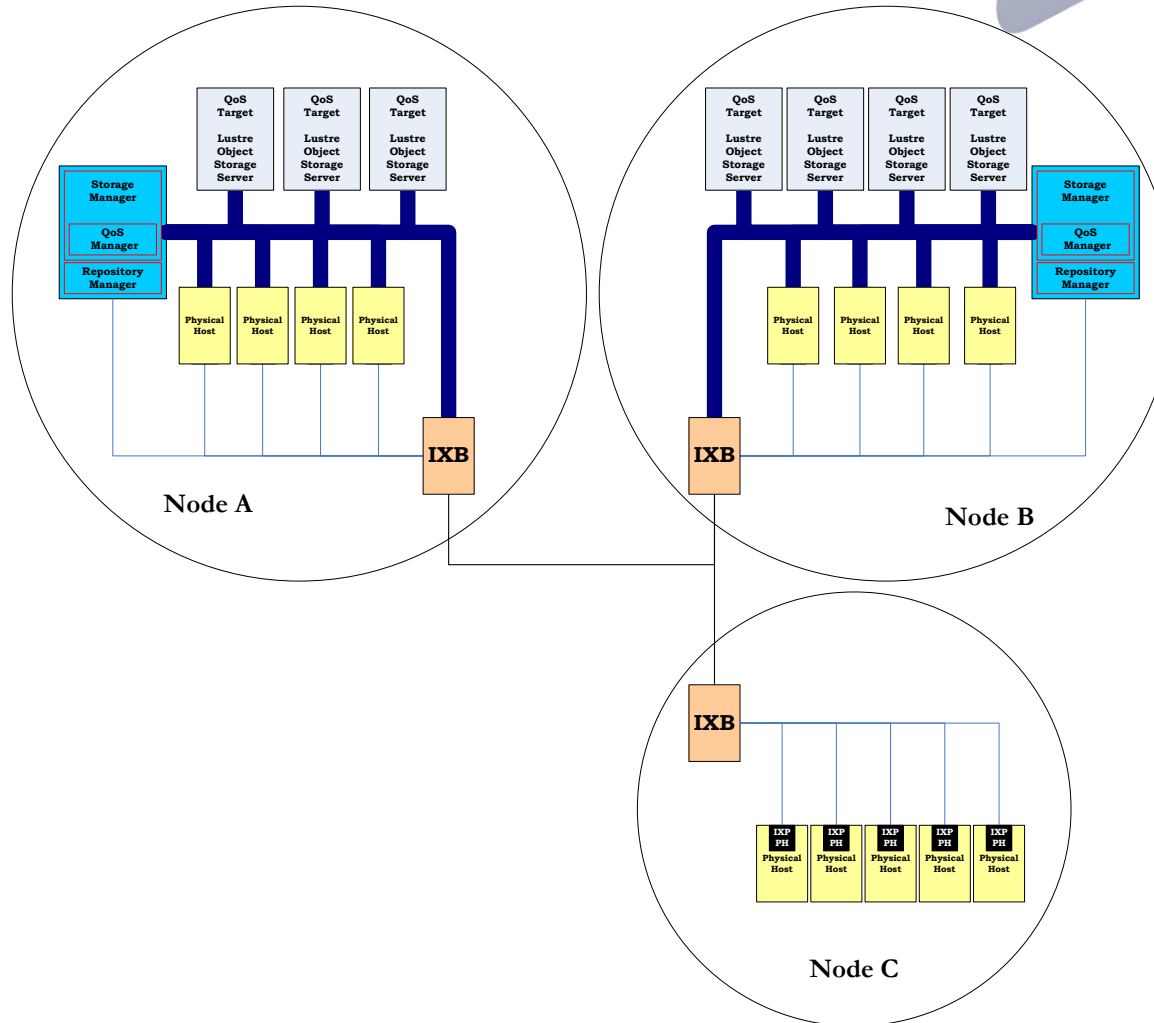 QoS
Target
Lustre
Object
Storage
Server
QoS
Target
Lustre
Object
Storage
Server
QoS
Target
Lustre
Object
Storage
Server
Storage
Manager
QoS
Manager
Repository
Manager
Physical
Host
Physical
Host
Physical
Host
Physical
Host
IXB
Node A
QoS
Target
Lustre
Object
Storage
Server
QoS
Target
Lustre
Object
Storage
Server
QoS
Target
Lustre
Object
Storage
Server
QoS
Target
Lustre
Object
Storage
Server
Storage
Manager
QoS
Manager
Repository
Manager
Physical
Host
Physical
Host
Physical
Host
Physical
Host
IXB
Node B
IXB
IXP
PH
Physical
Host
IXP
PH
Physical
Host
IXP
PH
Physical
Host
IXP
PH
Physical
Host
IXP
PH
Physical
Host
Node C